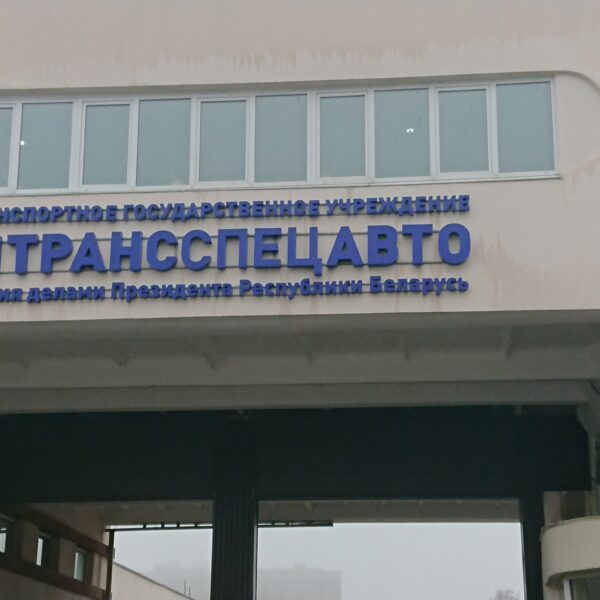 НСПОРТНОЕ ГОСУДАРСТВЕННОЕ УЧРЕЖДЕНИЕ
ТРАНССПЕЦАВТО
ия делами Президента Республики Беларусь